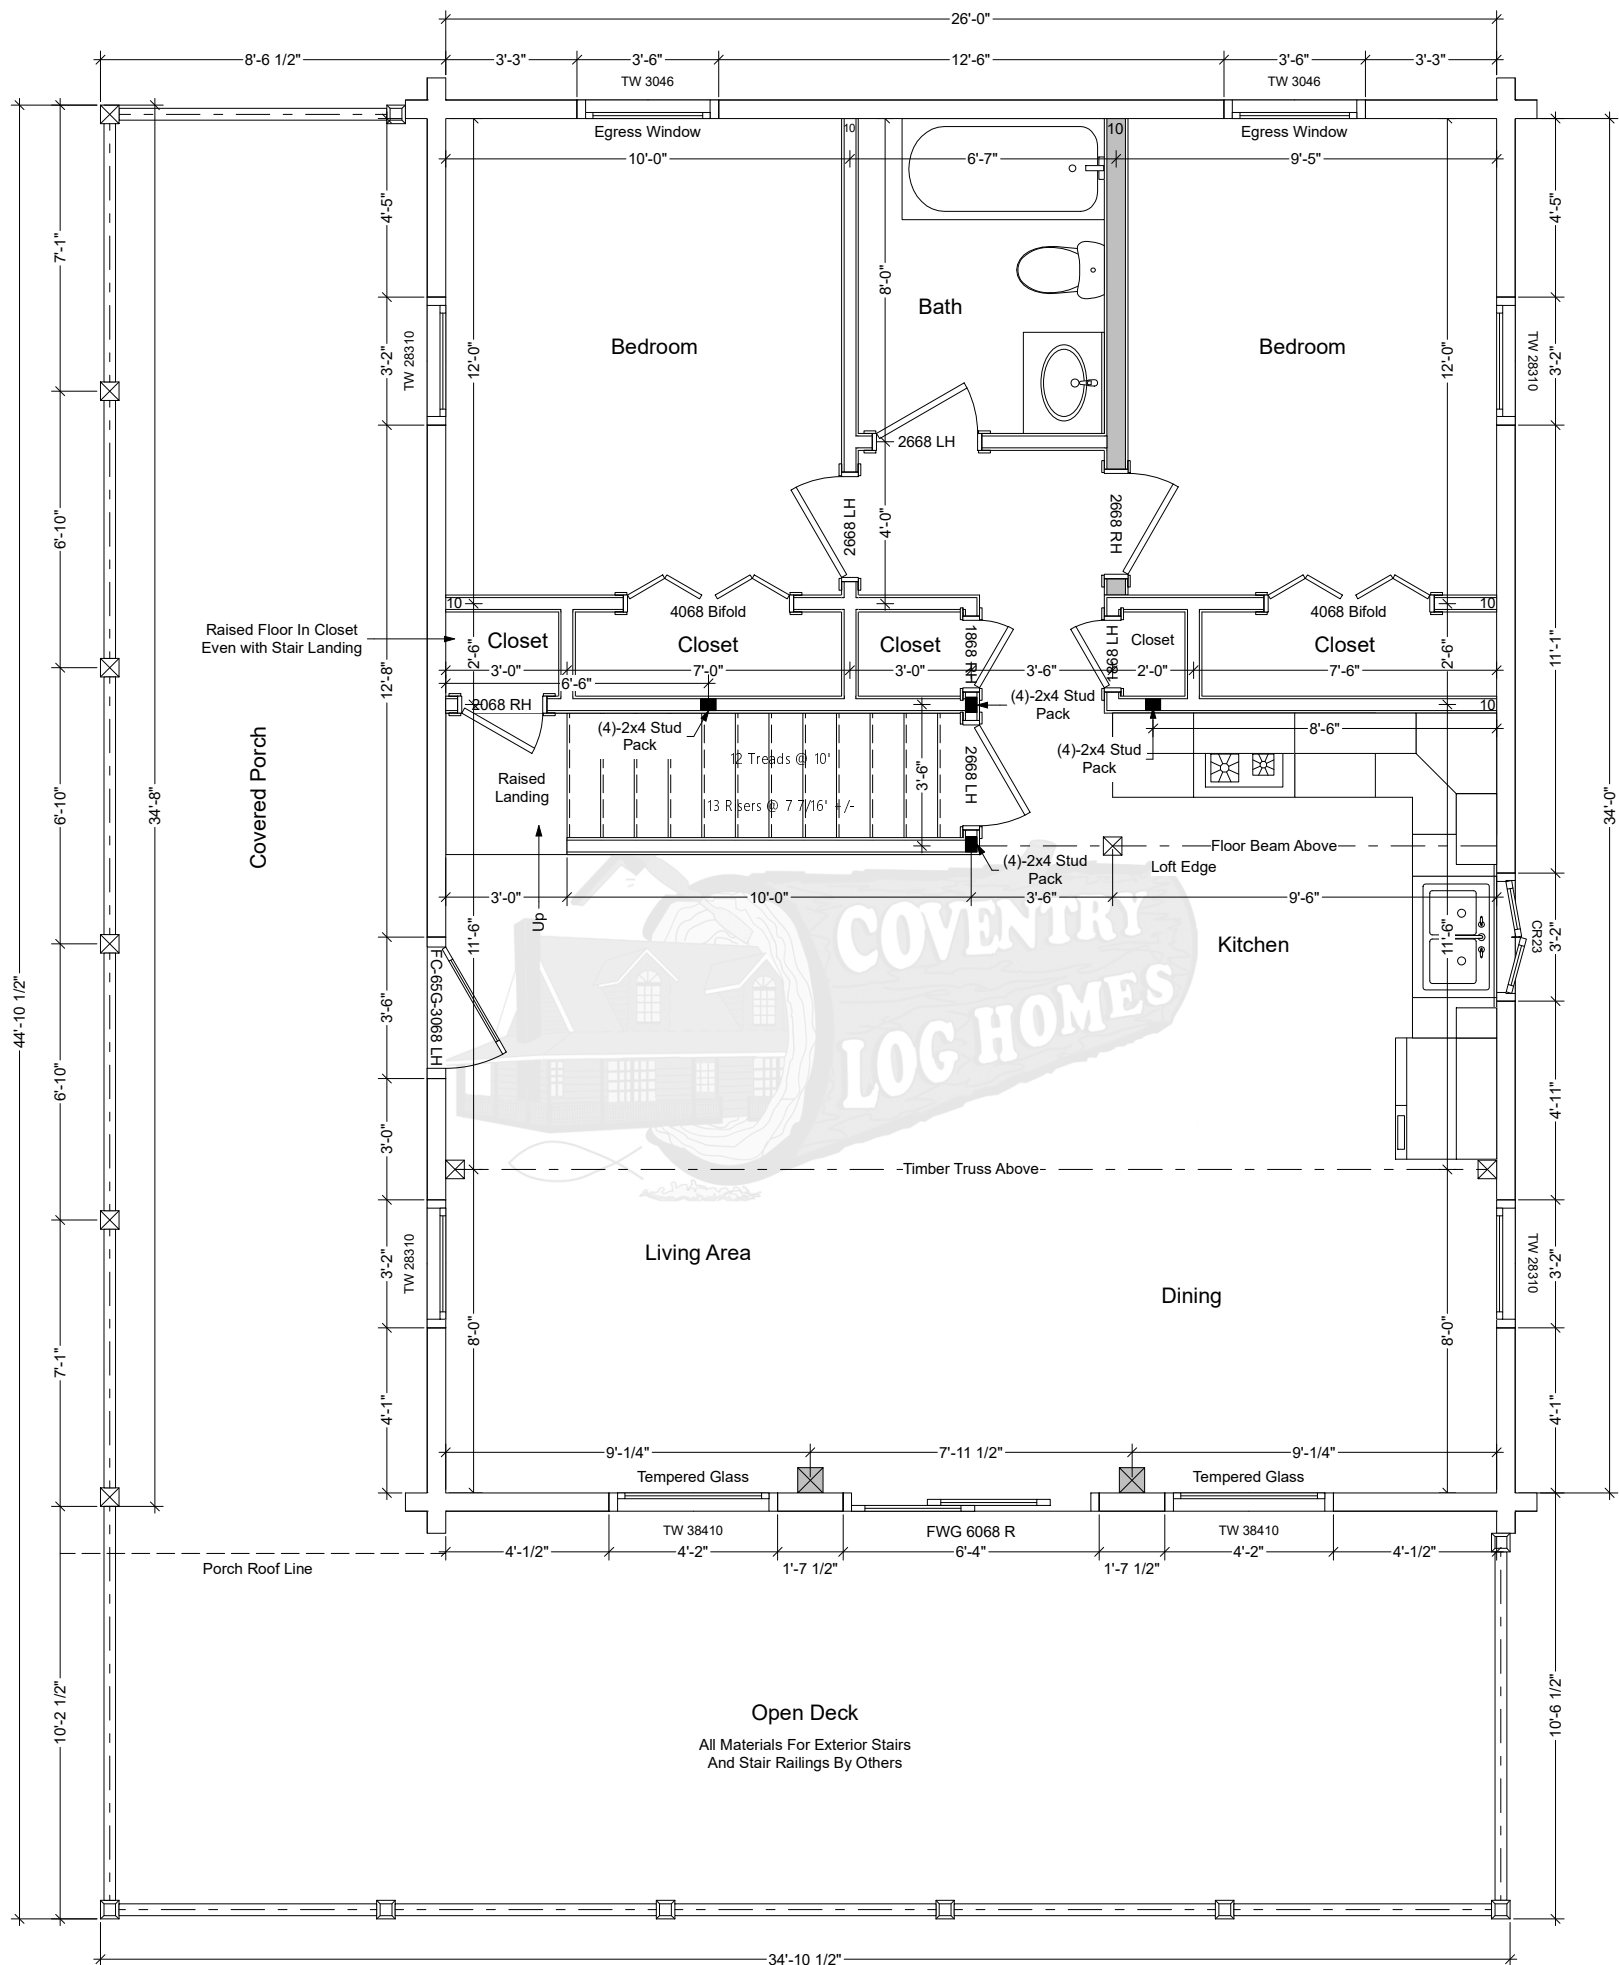 26'-0"
8'-6 1/2"
3'-3"
3'-6"
12'-6"
3'-6"
3'-3"
TW 3046
TW 3046
Egress Window
Egress Window
10
10
10'-0"
6'-7"
9'-5"
4'-5"
4'-5"
7'-1"
8'-0"
Bath
Bedroom
Bedroom
12'-0"
12'-0"
3'-2"
TW 28310
TW 28310
3'-2"
2668 LH
2668 LH
2668 RH
4'-0"
6'-10"
4068 Bifold
4068 Bifold
10
10
Raised Floor In Closet
Even with Stair Landing
Closet
Closet
Closet
Closet
Closet
1868 RH
1868 LH
2'-6"
2'-6"
11'-1"
12'-8"
3'-0"
7'-0"
3'-0"
3'-6"
2'-0"
7'-6"
6'-6"
2068 RH
10
(4)-2x4 Stud
Pack
(4)-2x4 Stud
Pack
(4)-2x4 Stud
Pack
8'-6"
12 Treads @ 10'
13 Risers @ 7 7/16' +/-
Raised
Landing
3'-6"
2668 LH
Covered Porch
6'-10"
34'-8"
34'-0"
Floor Beam Above
Loft Edge
(4)-2x4 Stud
Pack
3'-0"
10'-0"
3'-6"
9'-6"
Up
11'-6"
11'-6"
COVENTRY
LOG HOMES
Kitchen
CR23
3'-2"
44'-10 1/2"
FC-65G-3068 LH
3'-6"
6'-10"
4'-11"
3'-0"
Timber Truss Above
Living Area
Dining
3'-2"
TW 28310
TW 28310
3'-2"
8'-0"
8'-0"
7'-1"
4'-1"
4'-1"
9'-1/4"
7'-11 1/2"
9'-1/4"
Tempered Glass
Tempered Glass
TW 38410
FWG 6068 R
TW 38410
4'-1/2"
4'-2"
1'-7 1/2"
6'-4"
1'-7 1/2"
4'-2"
4'-1/2"
Porch Roof Line
10'-2 1/2"
10'-6 1/2"
Open Deck
All Materials For Exterior Stairs
And Stair Railings By Others
34'-10 1/2"